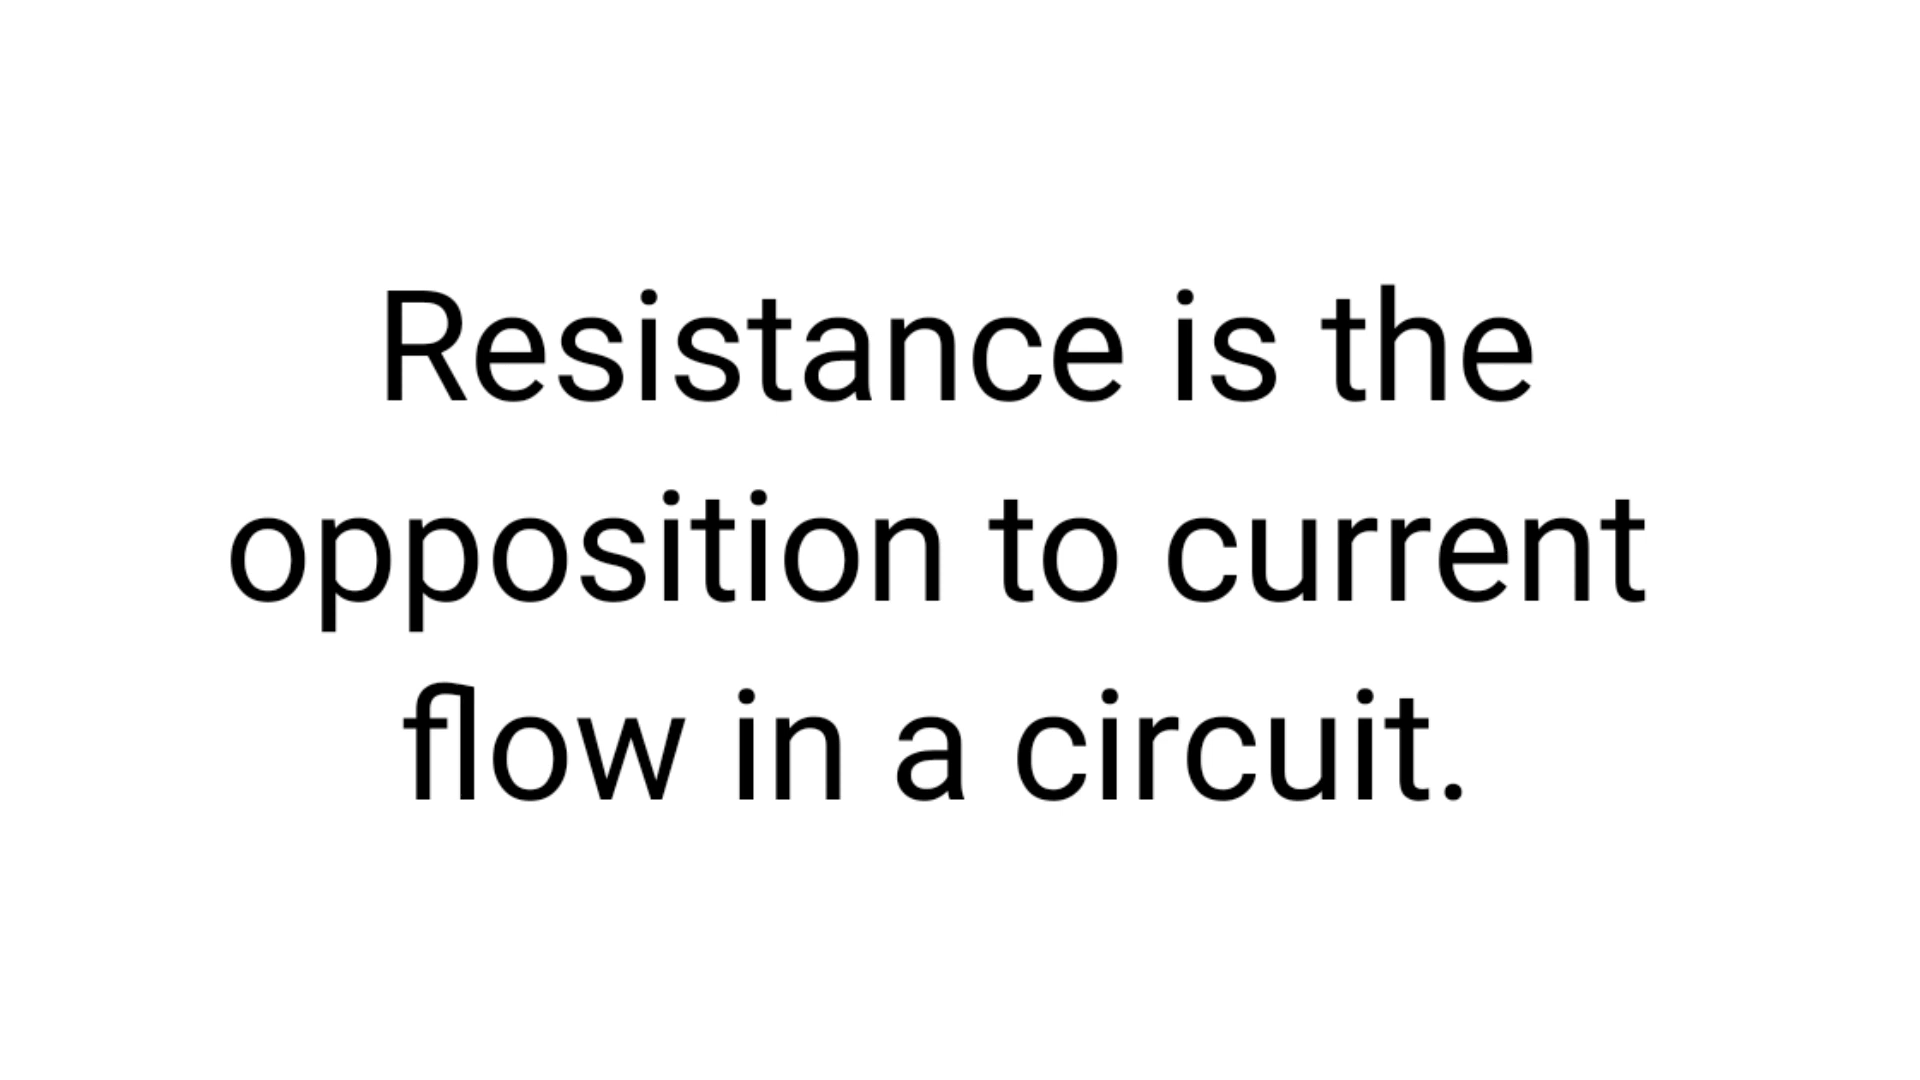 Resistance is the
opposition to current
flow in a circuit.